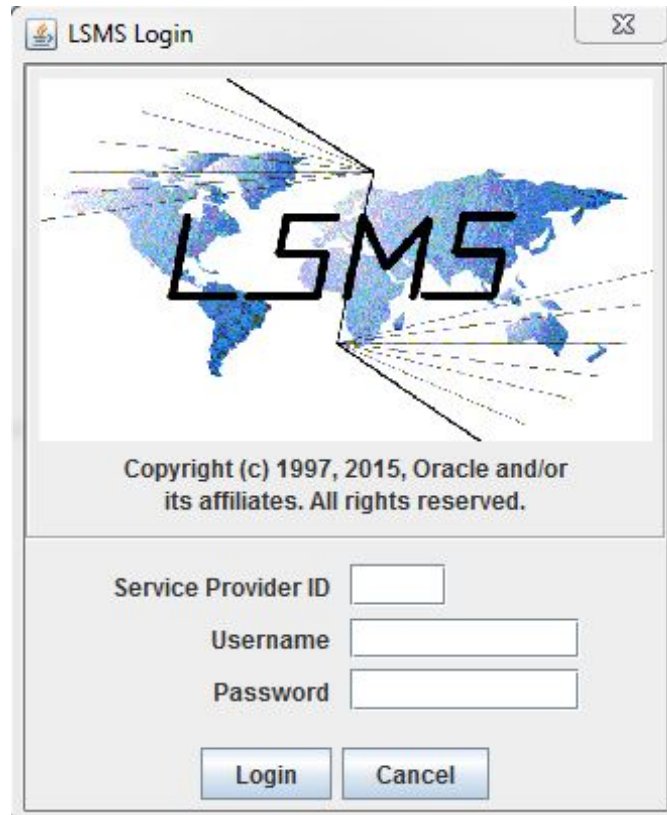 LSMS Login
LSMS
Copyright (c) 1997, 2015, Oracle and/or
its affiliates. All rights reserved.
Service Provider ID
Username
Password
Login Cancel